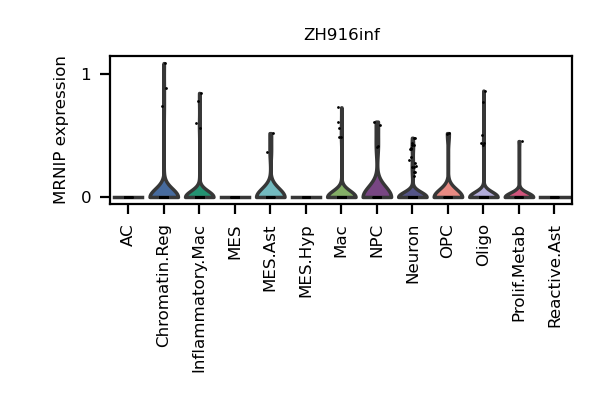 ZH916inf
MRNIP expression
1
0
AC
Chromatin.Reg
Inflammatory.Mac
MES
MES.Ast
MES.Hyp
Mac
NPC
Neuron
OPC
Oligo
Prolif.Metab
Reactive.Ast